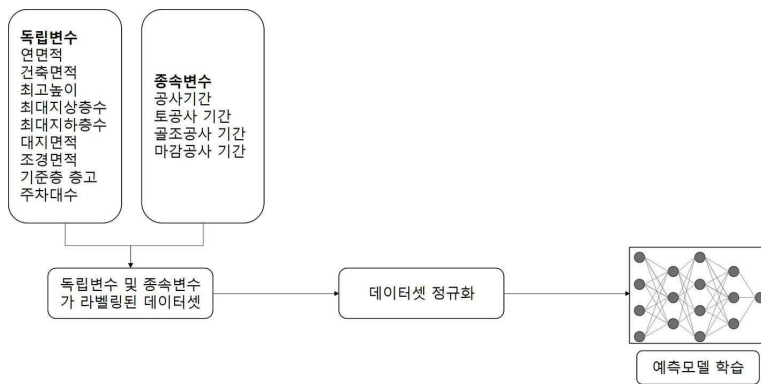 독립변수
연면적
건축면적
최고높이
최대지상층수
최대지하층수
대지면적
조경면적
기준층 층고
주차대수
종속변수
공사기간
토공사 기간
골조공사 기간
마감공사 기간
독립변수 및 종속변수
가 라벨링된 데이터셋
데이터셋 정규화
예측모델 학습